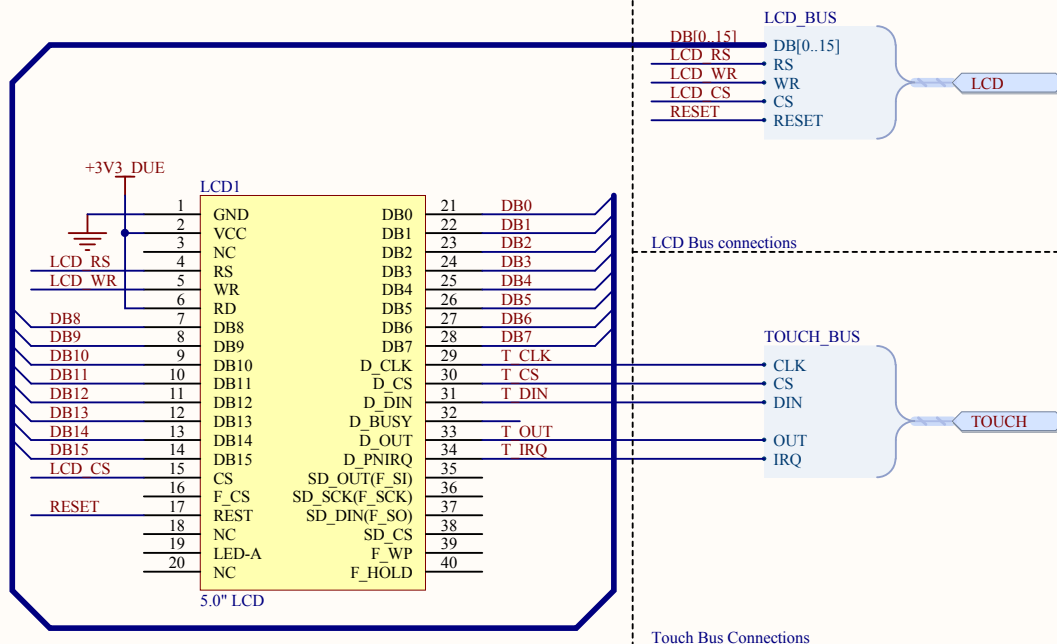 LCD_BUS
DB[0..15]
LCD_RS
LCD_WR
LCD_CS
RESET
DB[0..15]
RS
WR
CS
RESET
LCD
LCD Bus connections
+3V3_DUE
LCD1
1 GND
2 VCC
3 NC
LCD_RS 4 RS
LCD_WR 5 WR
6 RD
DB8 7 DB8
DB9 8 DB9
DB10 9 DB10
DB11 10 DB11
DB12 11 DB12
DB13 12 DB13
DB14 13 DB14
DB15 14 DB15
LCD_CS 15 CS
16 F_CS
RESET 17 REST
18 NC
19 LED-A
20 NC
DB0 21 DB0
DB1 22 DB1
DB2 23 DB2
DB3 24 DB3
DB4 25 DB4
DB5 26 DB5
DB6 27 DB6
DB7 28 DB7
D_CLK 29 T_CLK
D_CS 30 T_CS
D_DIN 31 T_DIN
D_BUSY 32
D_OUT 33 T_OUT
D_PNIRQ 34 T_IRQ
SD_OUT(F_SI) 35
SD_SCK(F_SCK) 36
SD_DIN(F_SO) 37
SD_CS 38
F_WP 39
F_HOLD 40
5.0" LCD
TOUCH_BUS
CLK
CS
DIN
OUT
IRQ
TOUCH
Touch Bus Connections